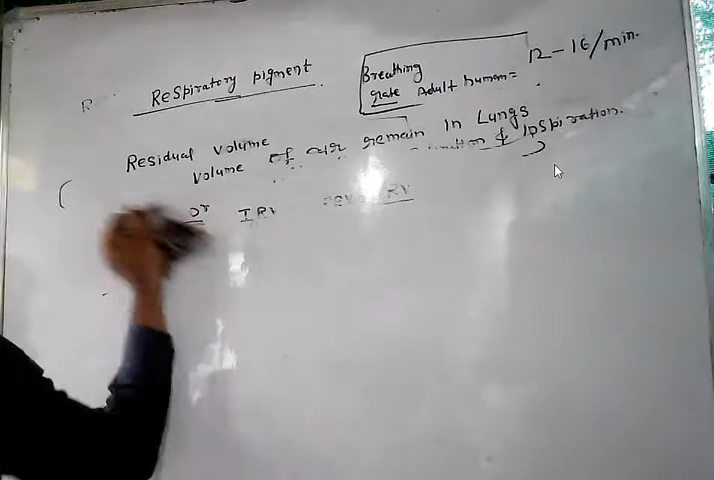 Respiratory pigment.
Breathing
rate Adult human = 12-16/min.
Residual volume
volume of air remain in Lungs
& Inspiration.
IRV ERV RV